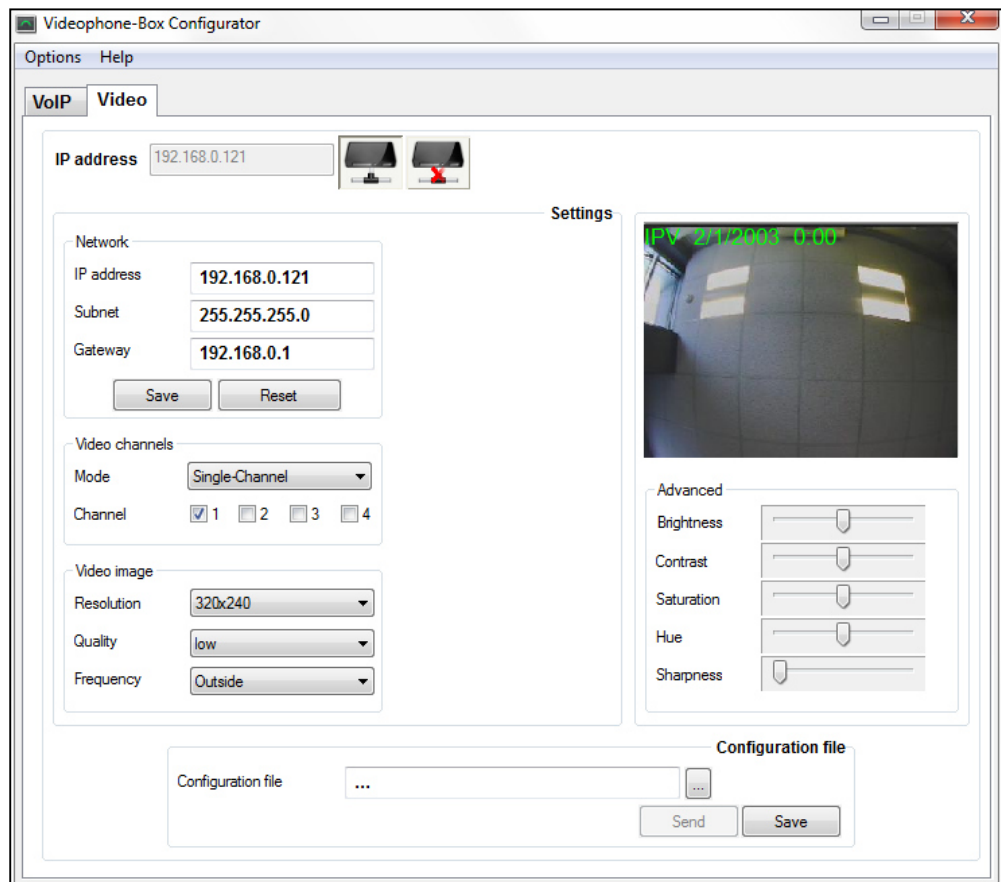 Videophone-Box Configurator
Options Help
VoIP Video
IP address 192.168.0.121
Settings
Network
IP address 192.168.0.121
Subnet 255.255.255.0
Gateway 192.168.0.1
Save Reset
Video channels
Mode Single-Channel
Channel 1 2 3 4
Video image
Resolution 320x240
Quality low
Frequency Outside
IPV 2/1/2003 0:00
Advanced
Brightness
Contrast
Saturation
Hue
Sharpness
Configuration file
Configuration file ... ...
Send Save